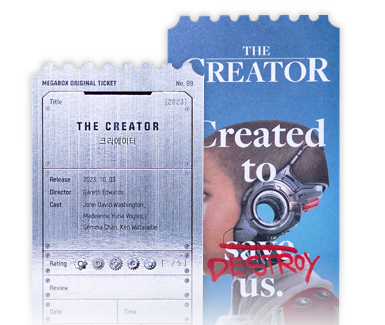 MEGABOX ORIGINAL TICKET No. 89
Title [2023]
THE CREATOR
크리에이터
Release 2023. 10. 03
Director Gareth Edwards
Cast John David Washington,
Madeleine Yuna Voyles,
Gemma Chan, Ken Watanabe
Rating [ / 5 ]
Review
Date Time
THE
CREATOR
Created
to
save
DESTROY
us.